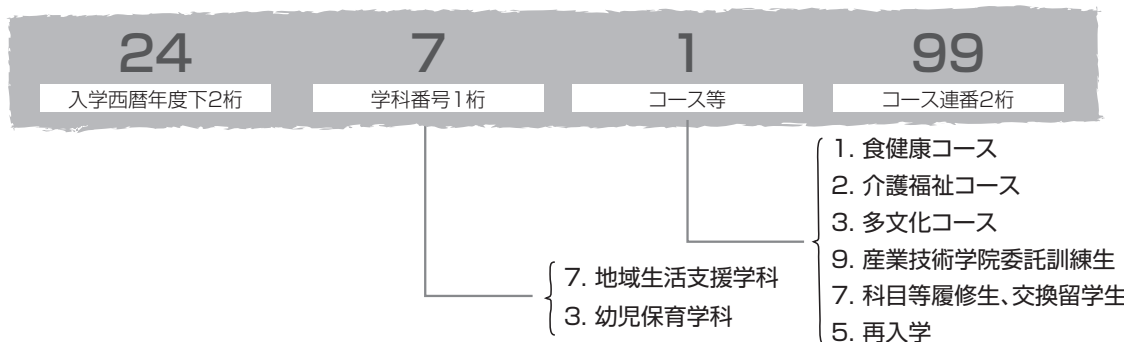 24 7 1 99
入学西暦年度下2桁 学科番号1桁 コース等 コース連番2桁
1. 食健康コース
2. 介護福祉コース
3. 多文化コース
9. 産業技術学院委託訓練生
7. 科目等履修生、交換留学生
5. 再入学
7. 地域生活支援学科
3. 幼児保育学科